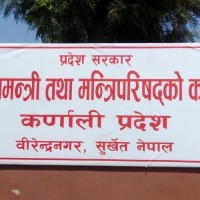 प्रदेश सरकार
मन्त्री तथा मन्त्रिपरिषद्को
कर्णाली प्रदेश
वीरेन्द्रनगर, सुर्खेत नेपाल